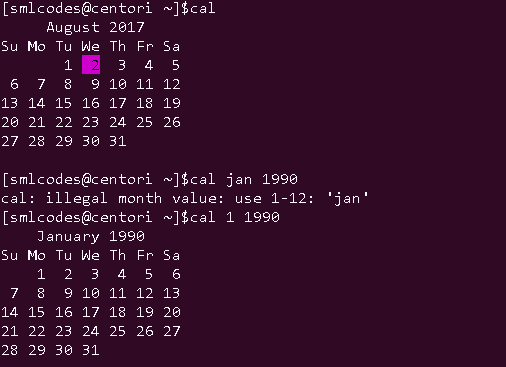 [smlcodes@centori ~]$cal
     August 2017
Su Mo Tu We Th Fr Sa
       1  2  3  4  5
 6  7  8  9 10 11 12
13 14 15 16 17 18 19
20 21 22 23 24 25 26
27 28 29 30 31

[smlcodes@centori ~]$cal jan 1990
cal: illegal month value: use 1-12: 'jan'
[smlcodes@centori ~]$cal 1 1990
    January 1990
Su Mo Tu We Th Fr Sa
    1  2  3  4  5  6
 7  8  9 10 11 12 13
14 15 16 17 18 19 20
21 22 23 24 25 26 27
28 29 30 31